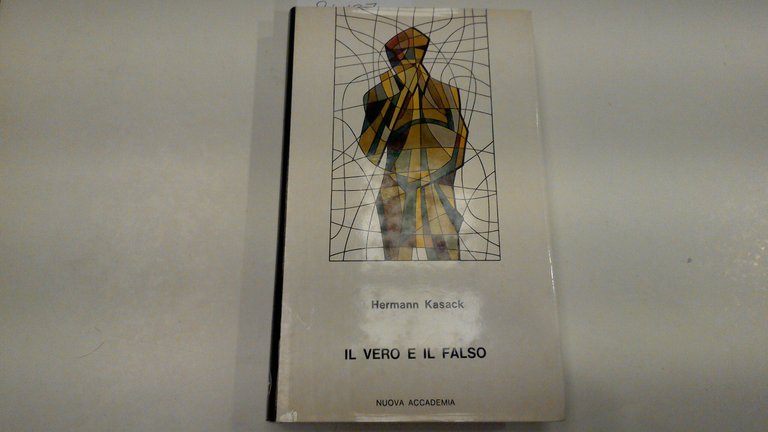 Hermann Kasack
IL VERO E IL FALSO
NUOVA ACCADEMIA